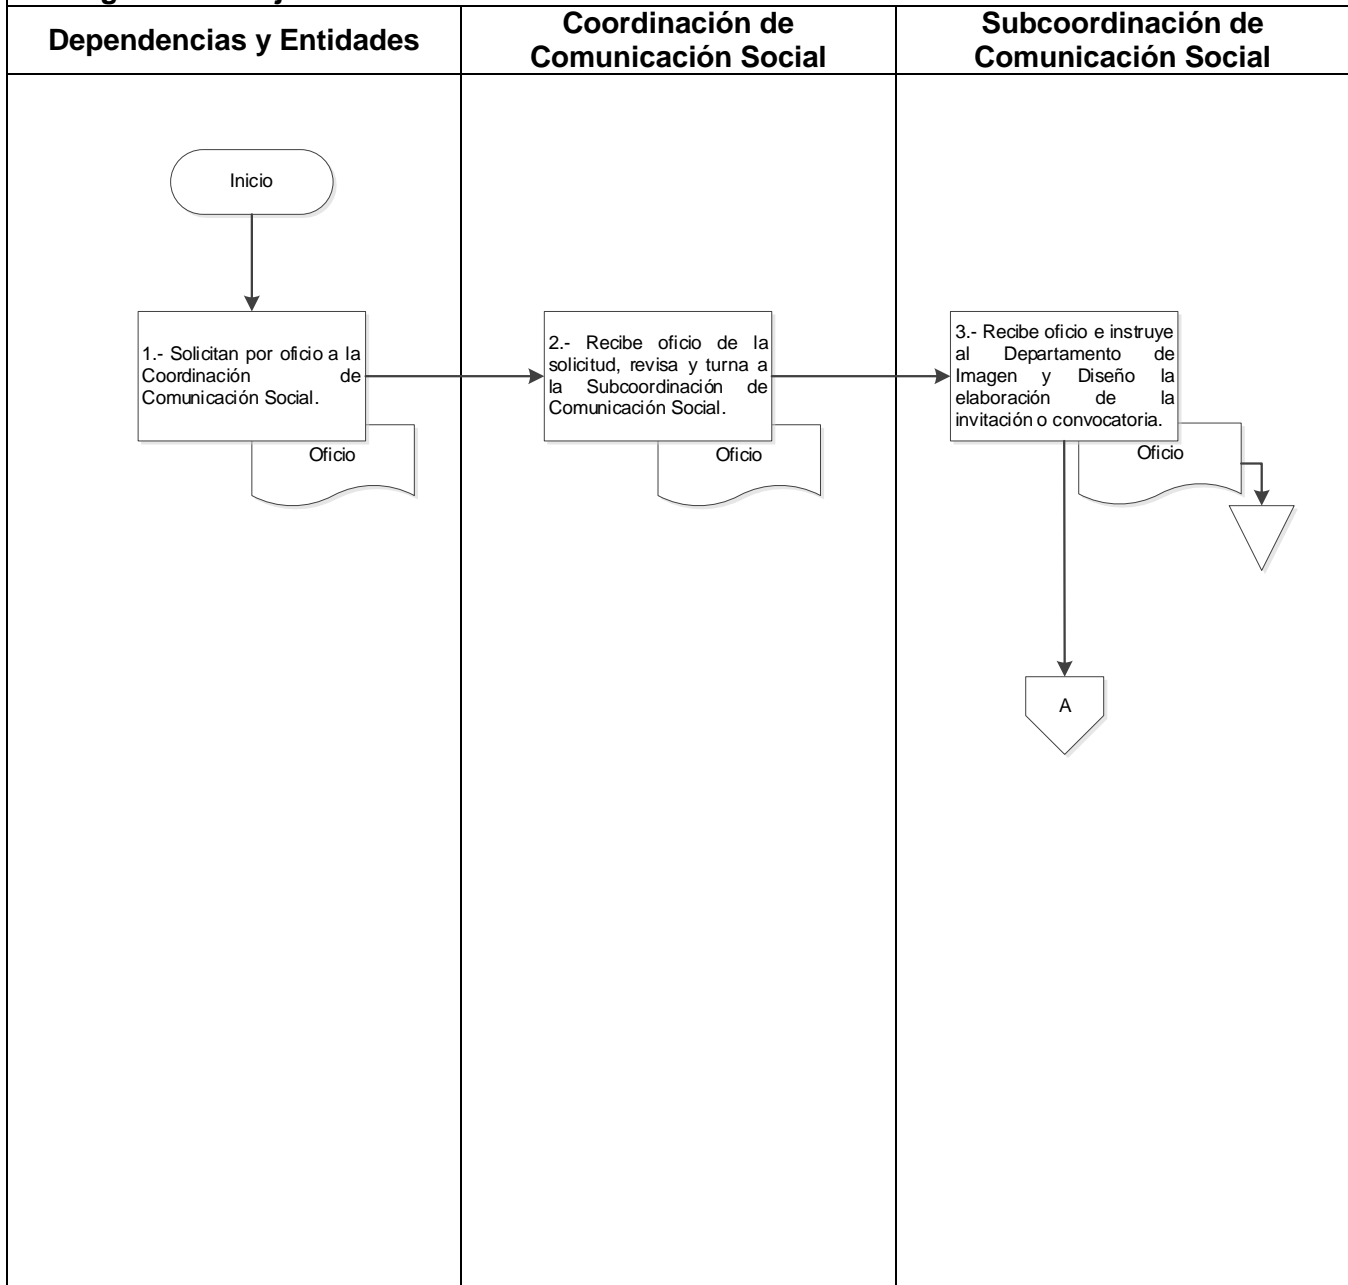 Dependencias y Entidades
Coordinación de
Comunicación Social
Subcoordinación de
Comunicación Social
Inicio
1.- Solicitan por oficio a la
Coordinación de
Comunicación Social.
Oficio
2.- Recibe oficio de la
solicitud, revisa y turna a
la Subcoordinación de
Comunicación Social.
Oficio
3.- Recibe oficio e instruye
al Departamento de
Imagen y Diseño la
elaboración de la
invitación o convocatoria.
Oficio
A